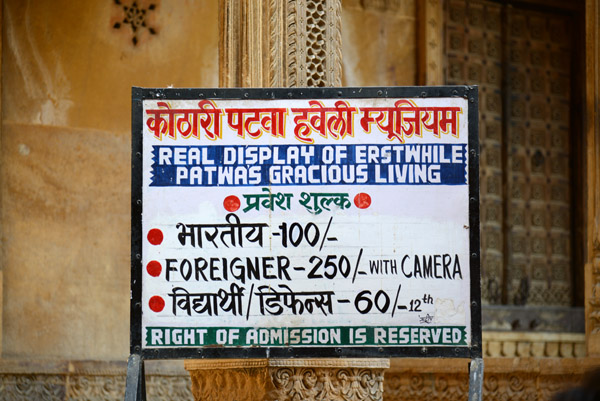 कोठारी पटवा हवेली म्यूजियम
REAL DISPLAY OF ERSTWHILE
PATWAS GRACIOUS LIVING
प्रवेश शुल्क
भारतीय -100/-
FOREIGNER-250/-WITH CAMERA
विद्यार्थी/डिफेन्स-60/-12th
RIGHT OF ADMISSION IS RESERVED